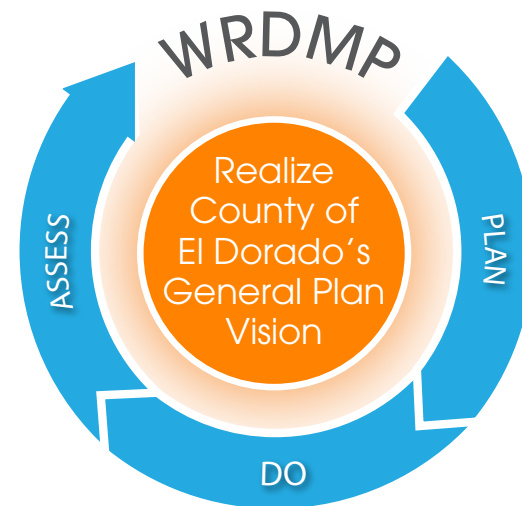 WRDMP
Realize
County of
El Dorado's
General Plan
Vision
PLAN
DO
ASSESS